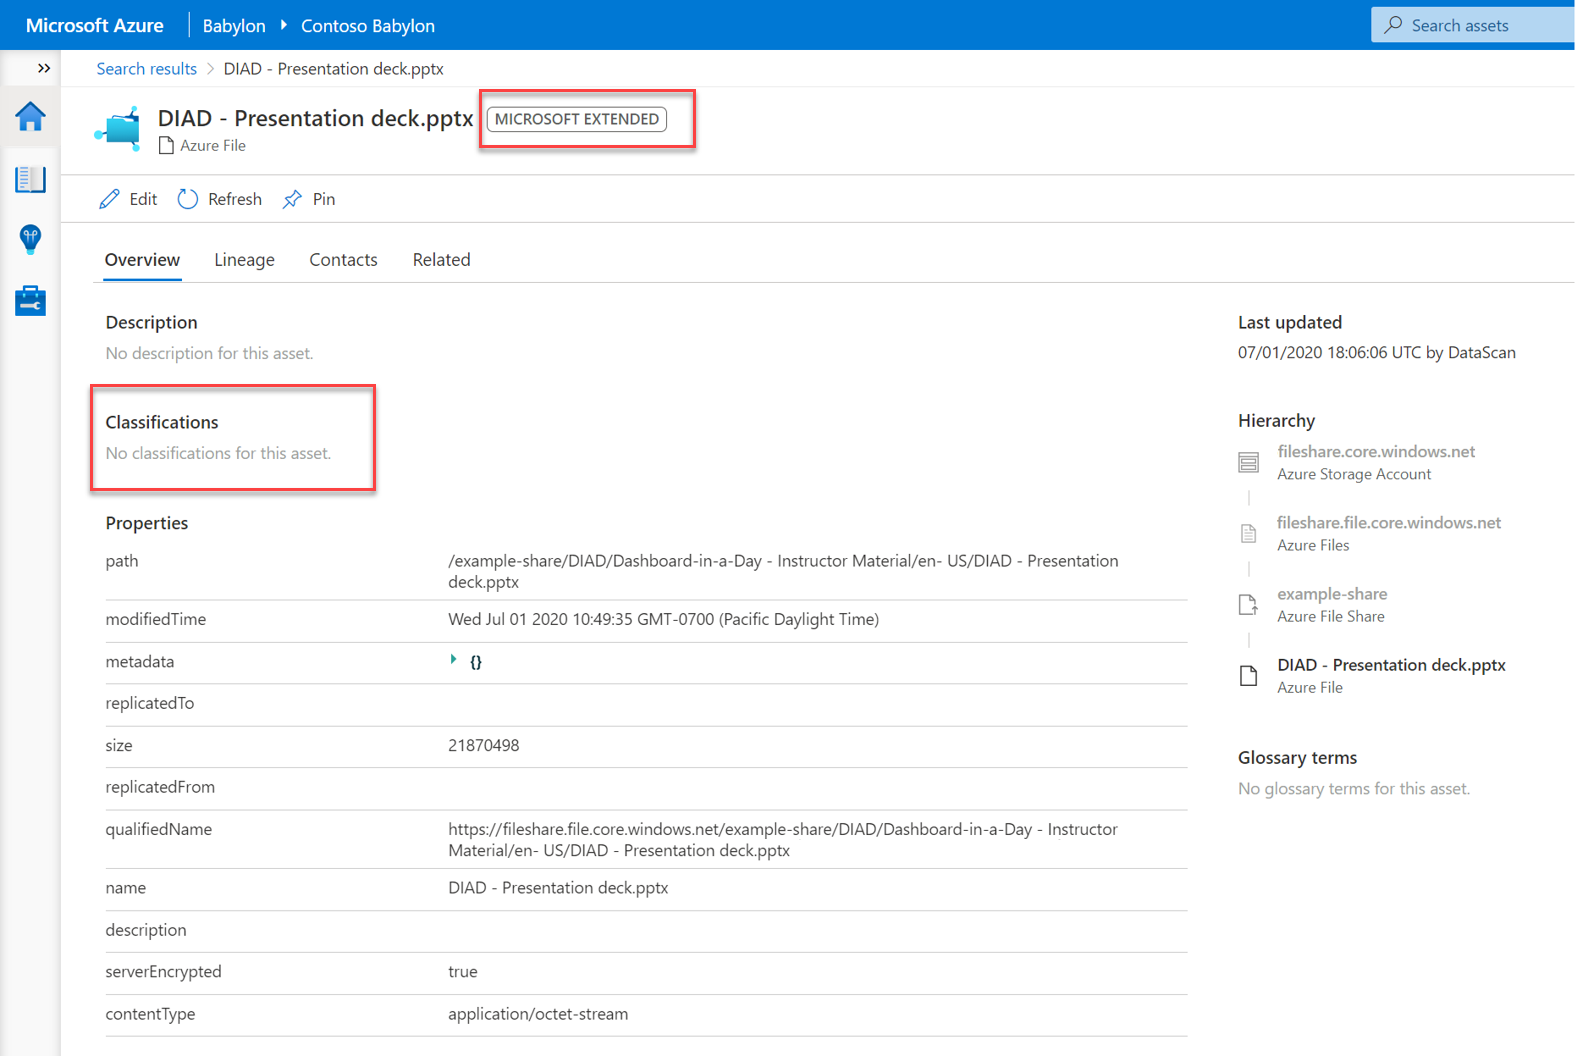 Microsoft Azure
Babylon
Contoso Babylon
Search assets
Search results > DIAD - Presentation deck.pptx
DIAD - Presentation deck.pptx
MICROSOFT EXTENDED
Azure File
Edit
Refresh
Pin
Overview
Lineage
Contacts
Related
Description
No description for this asset.
Classifications
No classifications for this asset.
Properties
path
/example-share/DIAD/Dashboard-in-a-Day - Instructor Material/en- US/DIAD - Presentation
deck.pptx
modifiedTime
Wed Jul 01 2020 10:49:35 GMT-0700 (Pacific Daylight Time)
metadata
{}
replicatedTo
size
21870498
replicatedFrom
qualifiedName
https://fileshare.file.core.windows.net/example-share/DIAD/Dashboard-in-a-Day - Instructor
Material/en- US/DIAD - Presentation deck.pptx
name
DIAD - Presentation deck.pptx
description
serverEncrypted
true
contentType
application/octet-stream
Last updated
07/01/2020 18:06:06 UTC by DataScan
Hierarchy
fileshare.core.windows.net
Azure Storage Account
fileshare.file.core.windows.net
Azure Files
example-share
Azure File Share
DIAD - Presentation deck.pptx
Azure File
Glossary terms
No glossary terms for this asset.